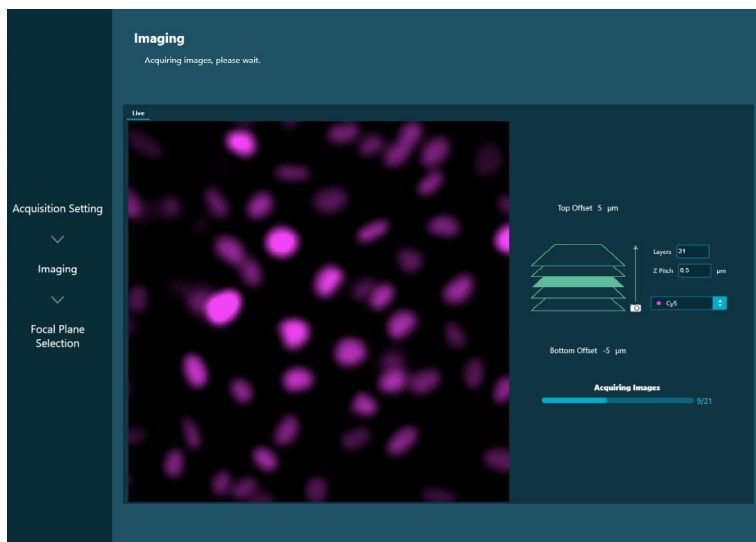 Imaging
Acquiring images, please wait.
Live
Acquisition Setting
Imaging
Focal Plane
Selection
Top Offset 5 µm
Layers 21
Z Pitch 0.5 µm
Cy5
Bottom Offset -5 µm
Acquiring Images
9/21